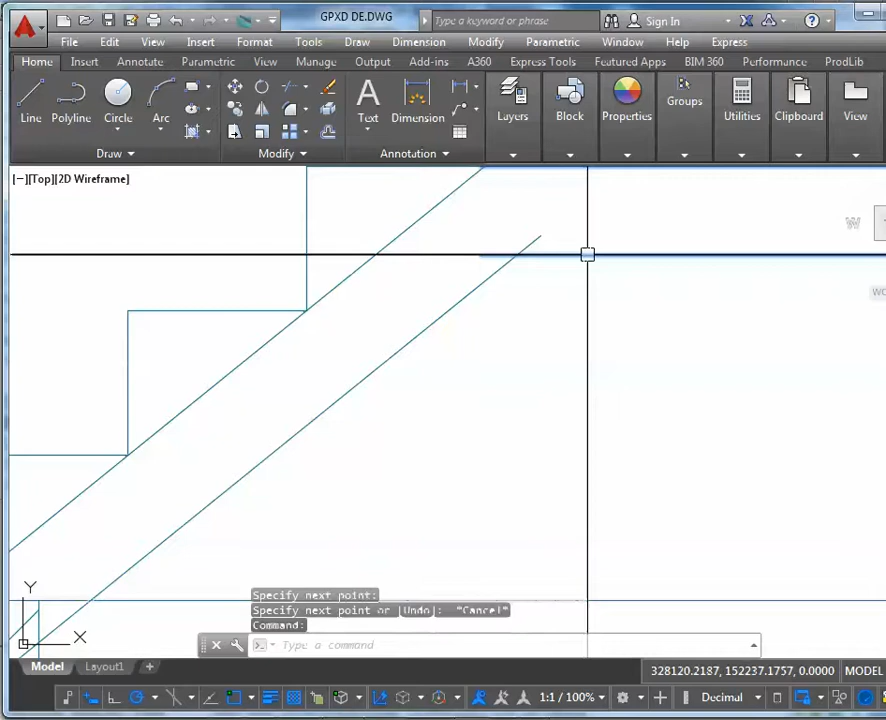 GPXD DE.DWG
Type a keyword or phrase
Sign In
File Edit View Insert Format Tools Draw Dimension Modify Parametric Window Help Express
Home Insert Annotate Parametric View Manage Output Add-ins A360 Express Tools Featured Apps BIM 360 Performance ProdLib
Line Polyline Circle Arc Text Dimension Layers Block Properties Groups Utilities Clipboard View
Draw Modify Annotation
[−][Top][2D Wireframe]
W
WC
Y
X
Specify next point:
Specify next point or [Undo]: *Cancel*
Command:
Type a command
Model Layout1
328120.2187, 152237.1757, 0.0000 MODEL
1:1 / 100% Decimal